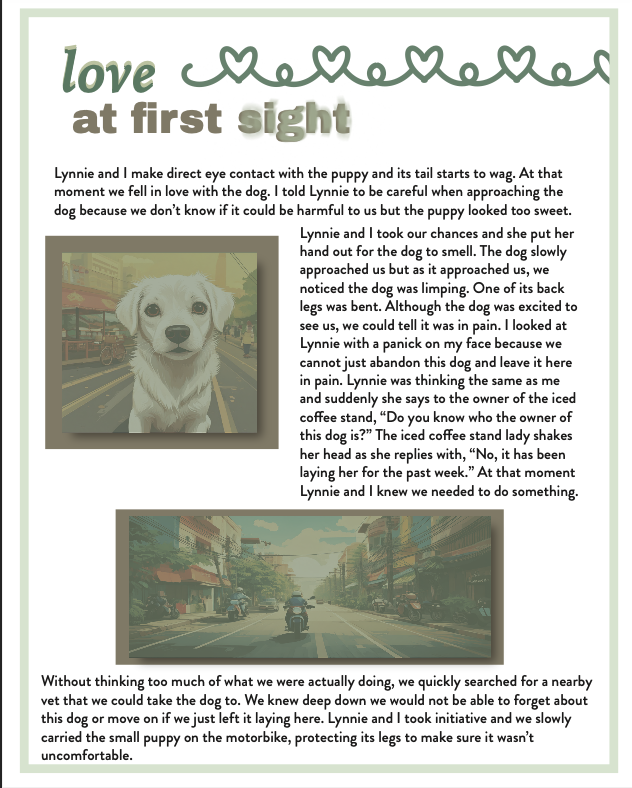 love
at first sight
Lynnie and I make direct eye contact with the puppy and its tail starts to wag. At that
moment we fell in love with the dog. I told Lynnie to be careful when approaching the
dog because we don't know if it could be harmful to us but the puppy looked too sweet.
Lynnie and I took our chances and she put her
hand out for the dog to smell. The dog slowly
approached us but as it approached us, we
noticed the dog was limping. One of its back
legs was bent. Although the dog was excited to
see us, we could tell it was in pain. I looked at
Lynnie with a panick on my face because we
cannot just abandon this dog and leave it here
in pain. Lynnie was thinking the same as me
and suddenly she says to the owner of the iced
coffee stand, “Do you know who the owner of
this dog is?” The iced coffee stand lady shakes
her head as she replies with, “No, it has been
laying her for the past week.” At that moment
Lynnie and I knew we needed to do something.
Without thinking too much of what we were actually doing, we quickly searched for a nearby
vet that we could take the dog to. We knew deep down we would not be able to forget about
this dog or move on if we just left it laying here. Lynnie and I took initiative and we slowly
carried the small puppy on the motorbike, protecting its legs to make sure it wasn't
uncomfortable.